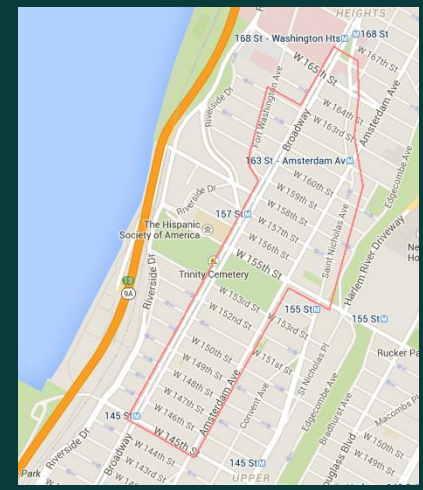 HEIGHTS
168 St - Washington Hts
168 St
W 167th St
W 165th St
Fort Washington Ave
Riverside Dr
W 164th St
W 163rd St
Broadway
Amsterdam Ave
163 St - Amsterdam Av
Edgecombe Ave
W 160th St
W 159th St
Riverside Dr
W 158th St
157 St
W 157th St
Saint Nicholas Ave
The Hispanic
Society of America
W 156th St
Harlem River Driveway
W 155th St
Riverside Dr
Trinity Cemetery
13
9A
W 153rd St
155 St
155 St
W 152nd St
W 153rd St
St Nicholas Pl
W 150th St
W 151st St
Rucker
W 149th St
Edgecombe Ave
W 148th St
Amsterdam Ave
Convent Ave
Bradhurst Ave
Macombs
W 147th St
145 St
W 146th St
W 145th St
W 150th St
Riverside Dr
Broadway
W 144th St
W 149th St
W 143rd St
145 St
Park
UPPER